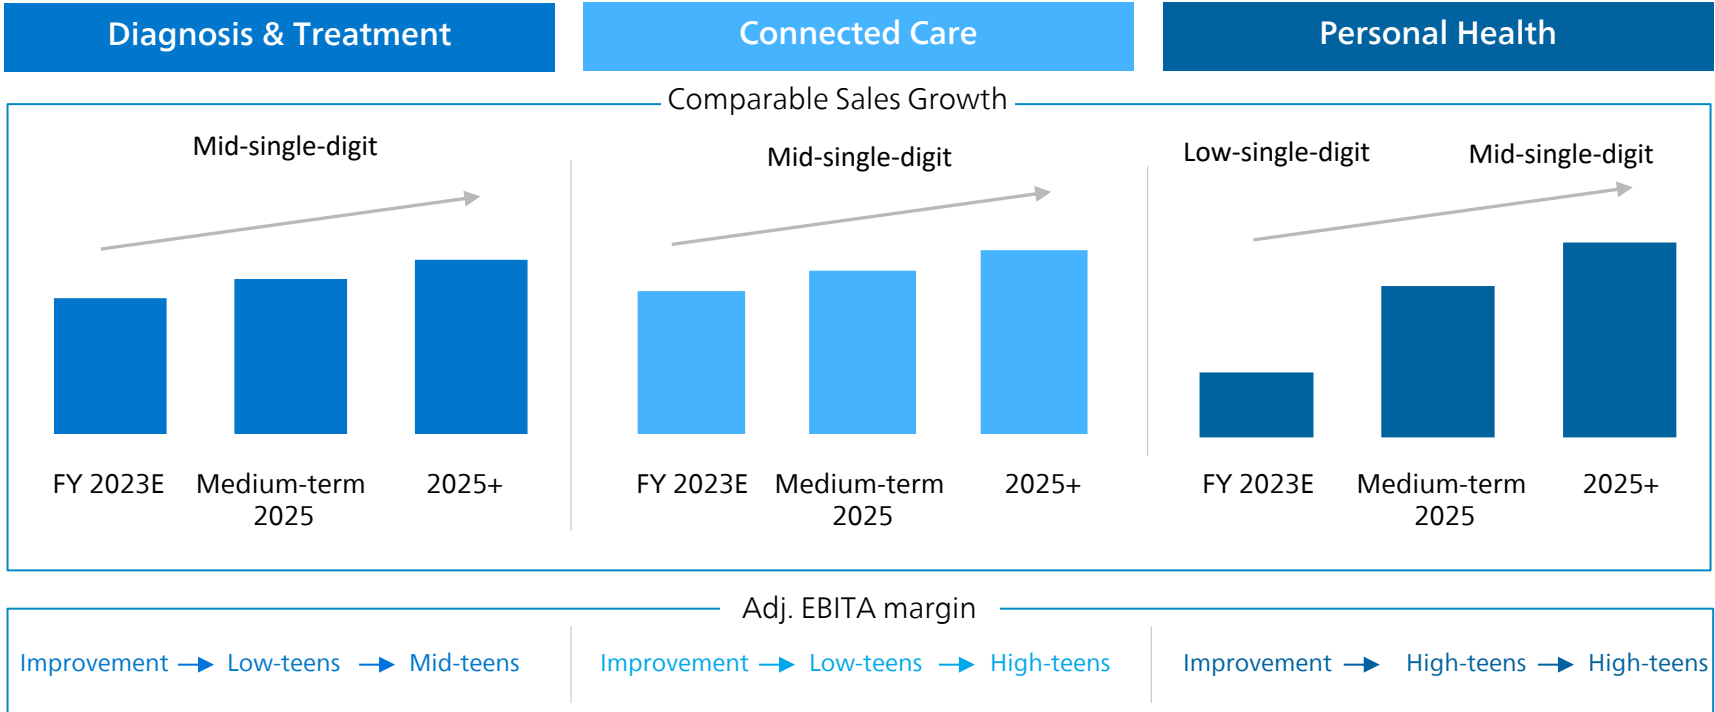 Diagnosis & Treatment
Connected Care
Personal Health
Comparable Sales Growth
Mid-single-digit
Mid-single-digit
Low-single-digit
Mid-single-digit
FY 2023E
Medium-term
2025
2025+
FY 2023E
Medium-term
2025
2025+
FY 2023E
Medium-term
2025
2025+
Adj. EBITA margin
Improvement
Low-teens
Mid-teens
Improvement
Low-teens
High-teens
Improvement
High-teens
High-teens